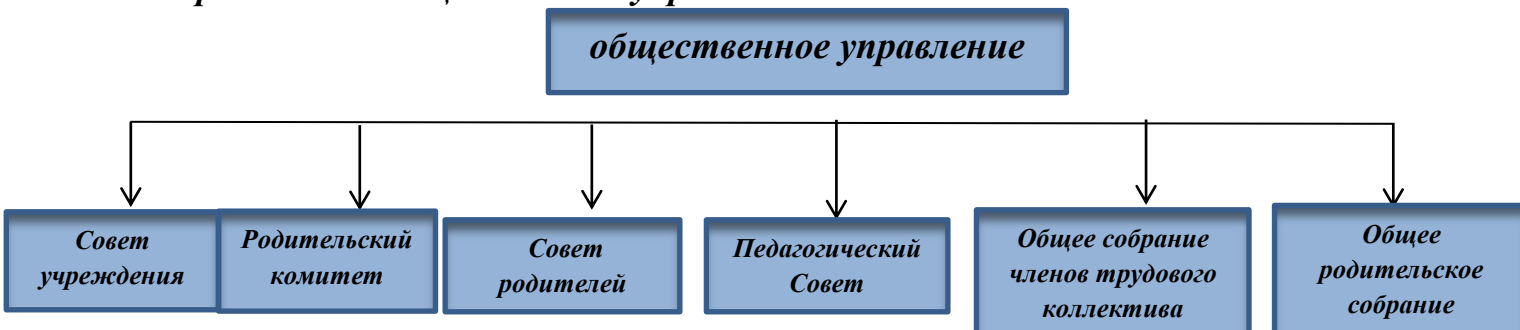 общественное управление
Совет
учреждения
Родительский
комитет
Совет
родителей
Педагогический
Совет
Общее собрание
членов трудового
коллектива
Общее
родительское
собрание